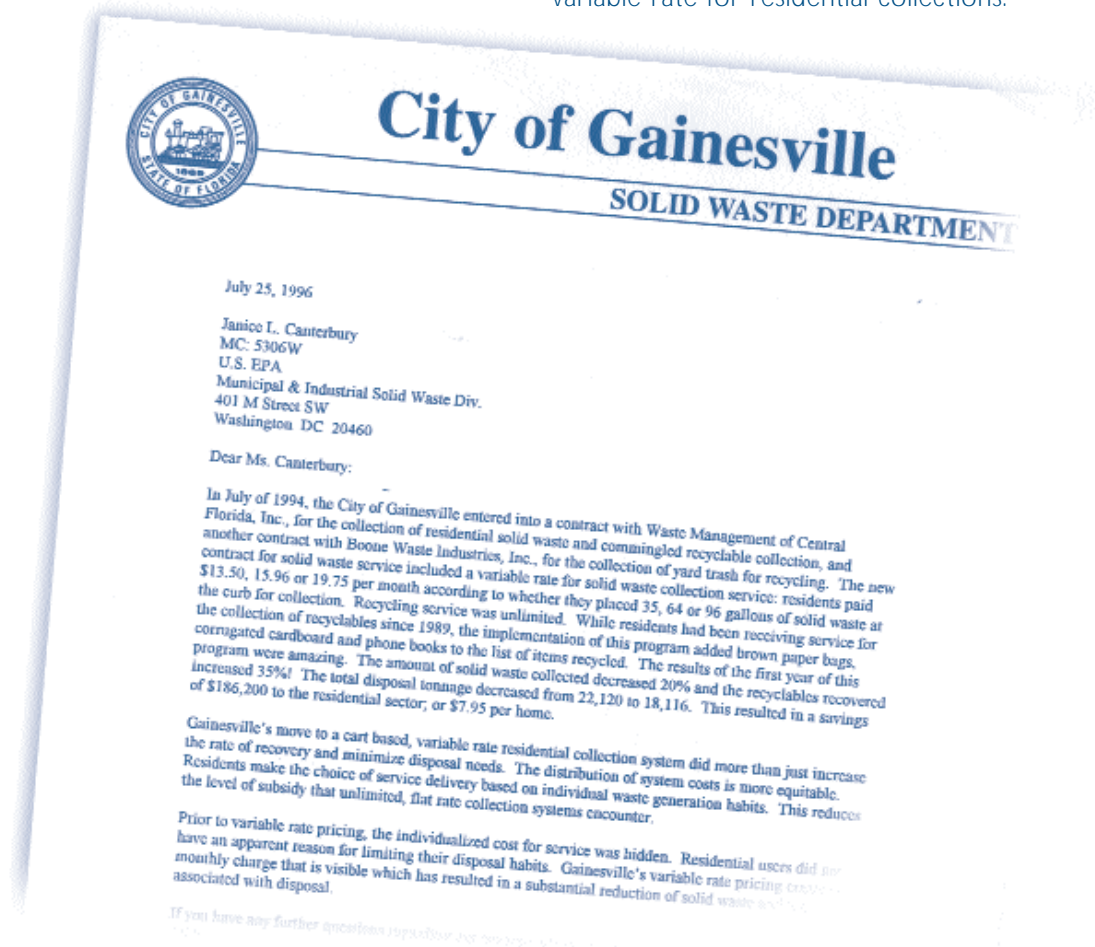 variable rate for residential collections.
CITY OF GAINESVILLE
STATE OF FLORIDA
1869
City of Gainesville
SOLID WASTE DEPARTMENT
July 25, 1996
Janice L. Canterbury
MC: 5306W
U.S. EPA
Municipal & Industrial Solid Waste Div.
401 M Street SW
Washington DC 20460
Dear Ms. Canterbury:
In July of 1994, the City of Gainesville entered into a contract with Waste Management of Central
Florida, Inc., for the collection of residential solid waste and commingled recyclable collection, and
another contract with Boone Waste Industries, Inc., for the collection of yard trash for recycling. The new
contract for solid waste service included a variable rate for solid waste collection service: residents paid
$13.50, 15.96 or 19.75 per month according to whether they placed 35, 64 or 96 gallons of solid waste at
the curb for collection. Recycling service was unlimited. While residents had been receiving service for
the collection of recyclables since 1989, the implementation of this program added brown paper bags,
corrugated cardboard and phone books to the list of items recycled. The results of the first year of this
program were amazing. The amount of solid waste collected decreased 20% and the recyclables recovered
increased 35%! The total disposal tonnage decreased from 22,120 to 18,116. This resulted in a savings
of $186,200 to the residential sector, or $7.95 per home.
Gainesville's move to a cart based, variable rate residential collection system did more than just increase
the rate of recovery and minimize disposal needs. The distribution of system costs is more equitable.
Residents make the choice of service delivery based on individual waste generation habits. This reduces
the level of subsidy that unlimited, flat rate collection systems encounter.
Prior to variable rate pricing, the individualized cost for service was hidden. Residential users did not
have an apparent reason for limiting their disposal habits. Gainesville's variable rate pricing
monthly charge that is visible which has resulted in a substantial reduction of solid waste
associated with disposal.
If you have any further questions regarding our